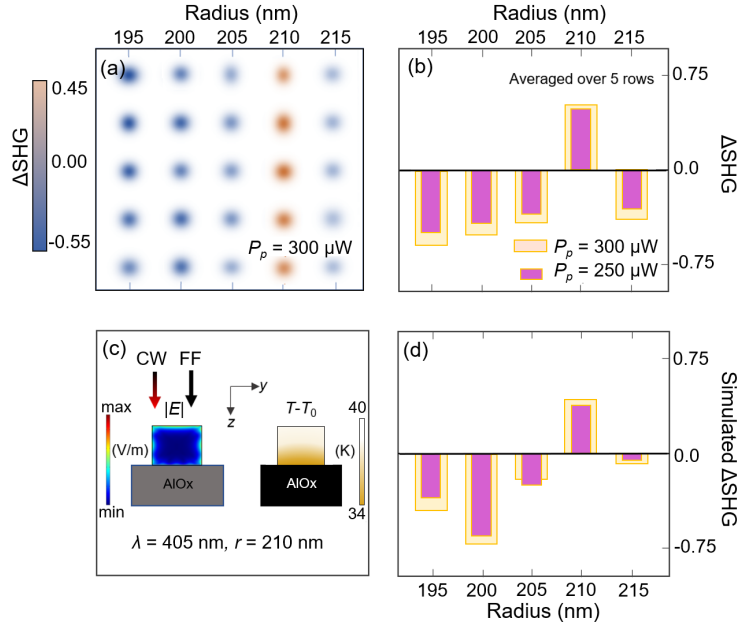 Radius (nm)
195 200 205 210 215
(a)
ΔSHG
0.45
0.00
-0.55
P_p = 300 μW
Radius (nm)
195 200 205 210 215
(b)
Averaged over 5 rows
0.75
0.0
-0.75
ΔSHG
P_p = 300 μW
P_p = 250 μW
(c)
CW FF
y
z
|E|
T-T_0
max
(V/m)
min
AlOx
40
(K)
34
AlOx
λ = 405 nm, r = 210 nm
(d)
0.75
0.0
-0.75
Simulated ΔSHG
195 200 205 210 215
Radius (nm)